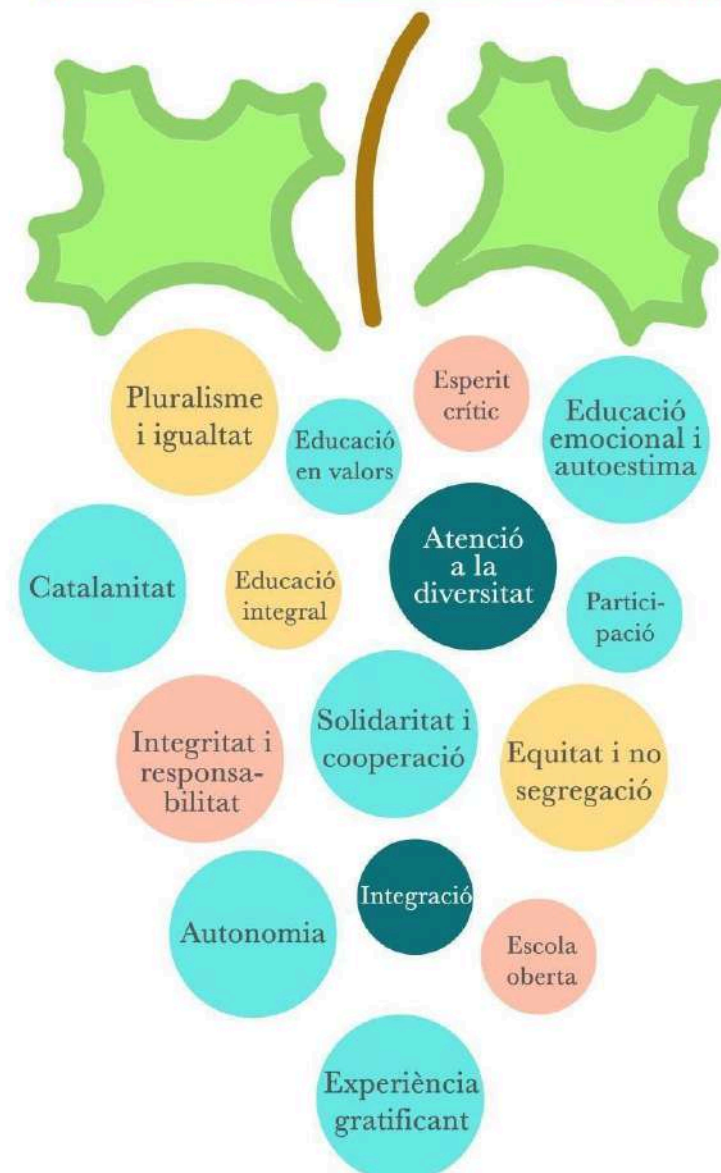 Pluralisme
i igualtat
Educació
en valors
Esperit
crític
Educació
emocional i
autoestima
Catalanitat
Educació
integral
Atenció
a la
diversitat
Partici-
pació
Integritat i
responsa-
bilitat
Solidaritat i
cooperació
Equitat i no
segregació
Autonomia
Integració
Escola
oberta
Experiència
gratificant